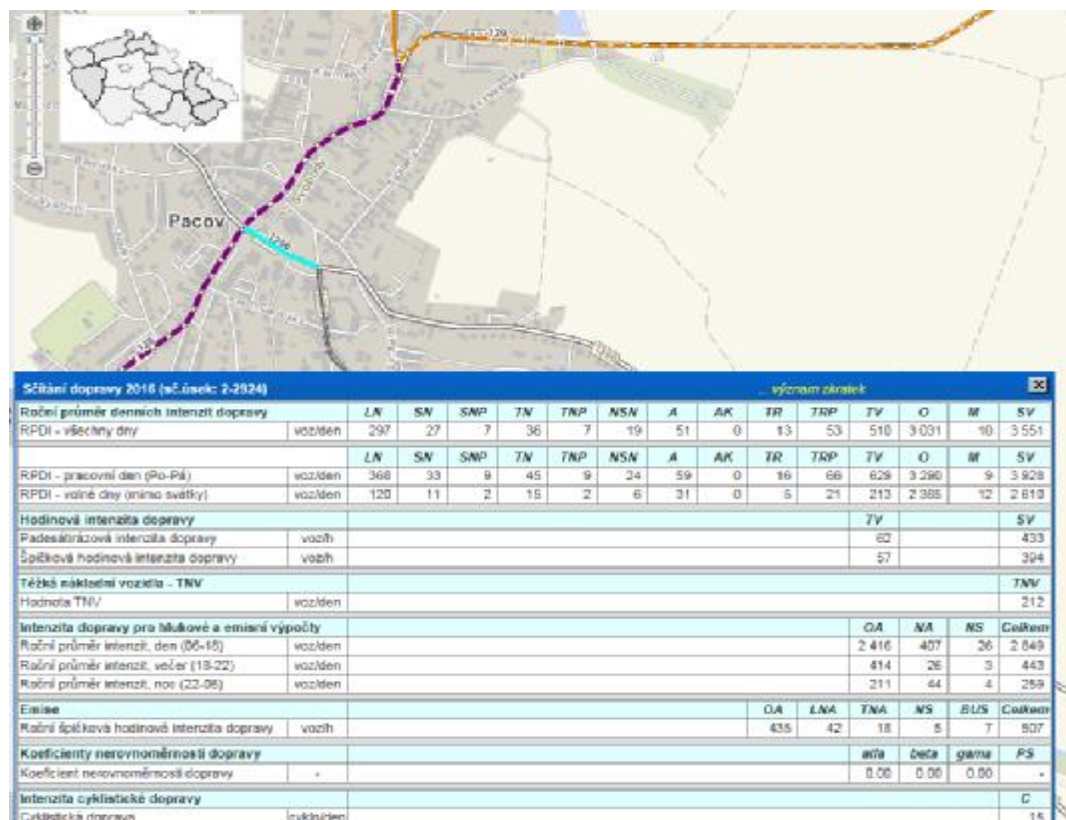 129
Pacov
Sčítání dopravy 2016 (sč.úsek: 2-2924) význam zkratek
Roční průměr denních intenzit dopravy LN SN SNP TN TNP NSN A AK TR TRP TV O M SV
RPDI - všechny dny voz/den 297 27 7 36 7 19 51 0 13 53 510 3 031 10 3 551
LN SN SNP TN TNP NSN A AK TR TRP TV O M SV
RPDI - pracovní den (Po-Pá) voz/den 368 33 9 45 9 24 59 0 16 66 629 3 290 9 3 928
RPDI - volné dny (mimo svátky) voz/den 120 11 2 15 2 6 31 0 5 21 213 2 385 12 2 610
Hodinová intenzita dopravy TV SV
Padesátirázová intenzita dopravy voz/h 62 433
Špičková hodinová intenzita dopravy voz/h 57 394
Těžká nákladní vozidla - TNV TNV
Hodnota TNV voz/den 212
Intenzita dopravy pro hlukové a emisní výpočty OA NA NS Celkem
Roční průměr intenzit, den (06-18) voz/den 2 416 407 26 2 849
Roční průměr intenzit, večer (18-22) voz/den 414 26 3 443
Roční průměr intenzit, noc (22-06) voz/den 211 44 4 259
Emise OA LNA TNA NS BUS Celkem
Roční špičková hodinová intenzita dopravy voz/h 435 42 18 5 7 507
Koeficienty nerovnoměrnosti dopravy alfa beta gama PS
Koeficient nerovnoměrnosti dopravy - 0.00 0.00 0.00 -
Intenzita cyklistické dopravy C
Cyklistická doprava cyklo/den 15